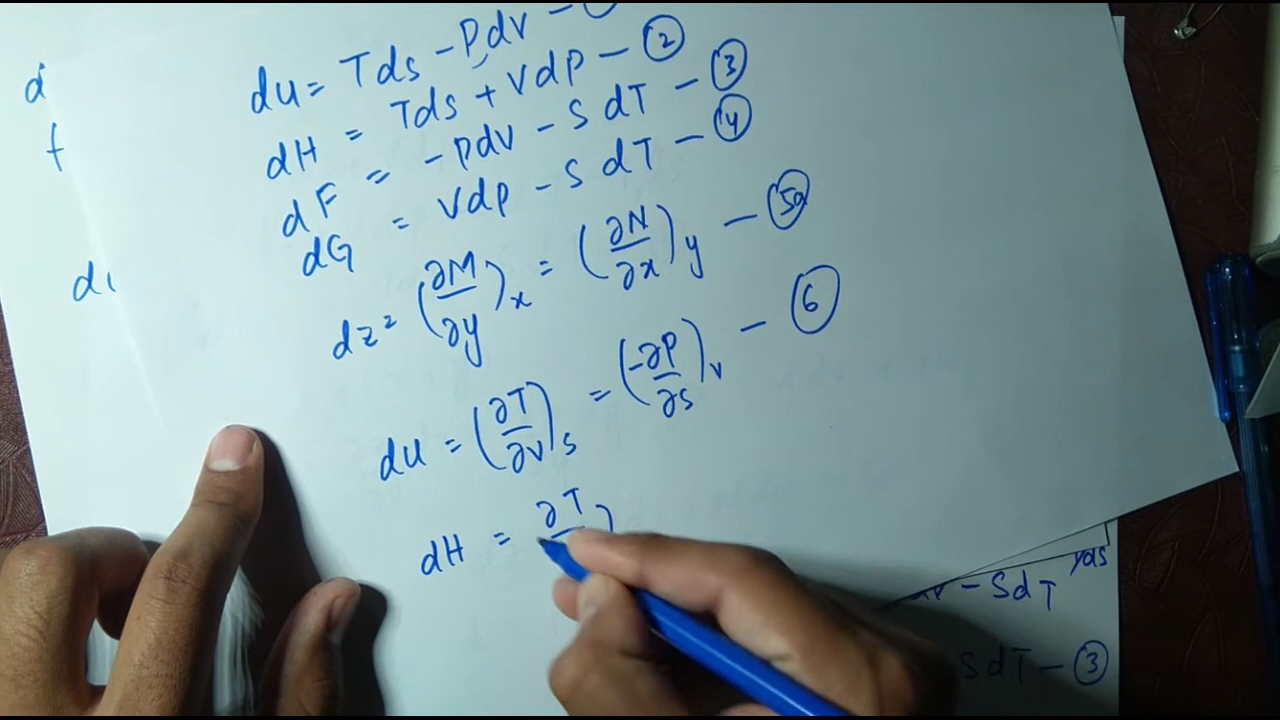 d
du = Tds - Pdv -
f
dH = Tds + Vdp - ②
dF = - pdv - S dT - ③
dG = Vdp - S dT - ④
d
dz = (∂M/∂y)x = (∂N/∂x)y - 5a
du = (∂T/∂v)s = (-∂P/∂s)v - ⑥
dH = ∂T
- SdT
SdT - ③